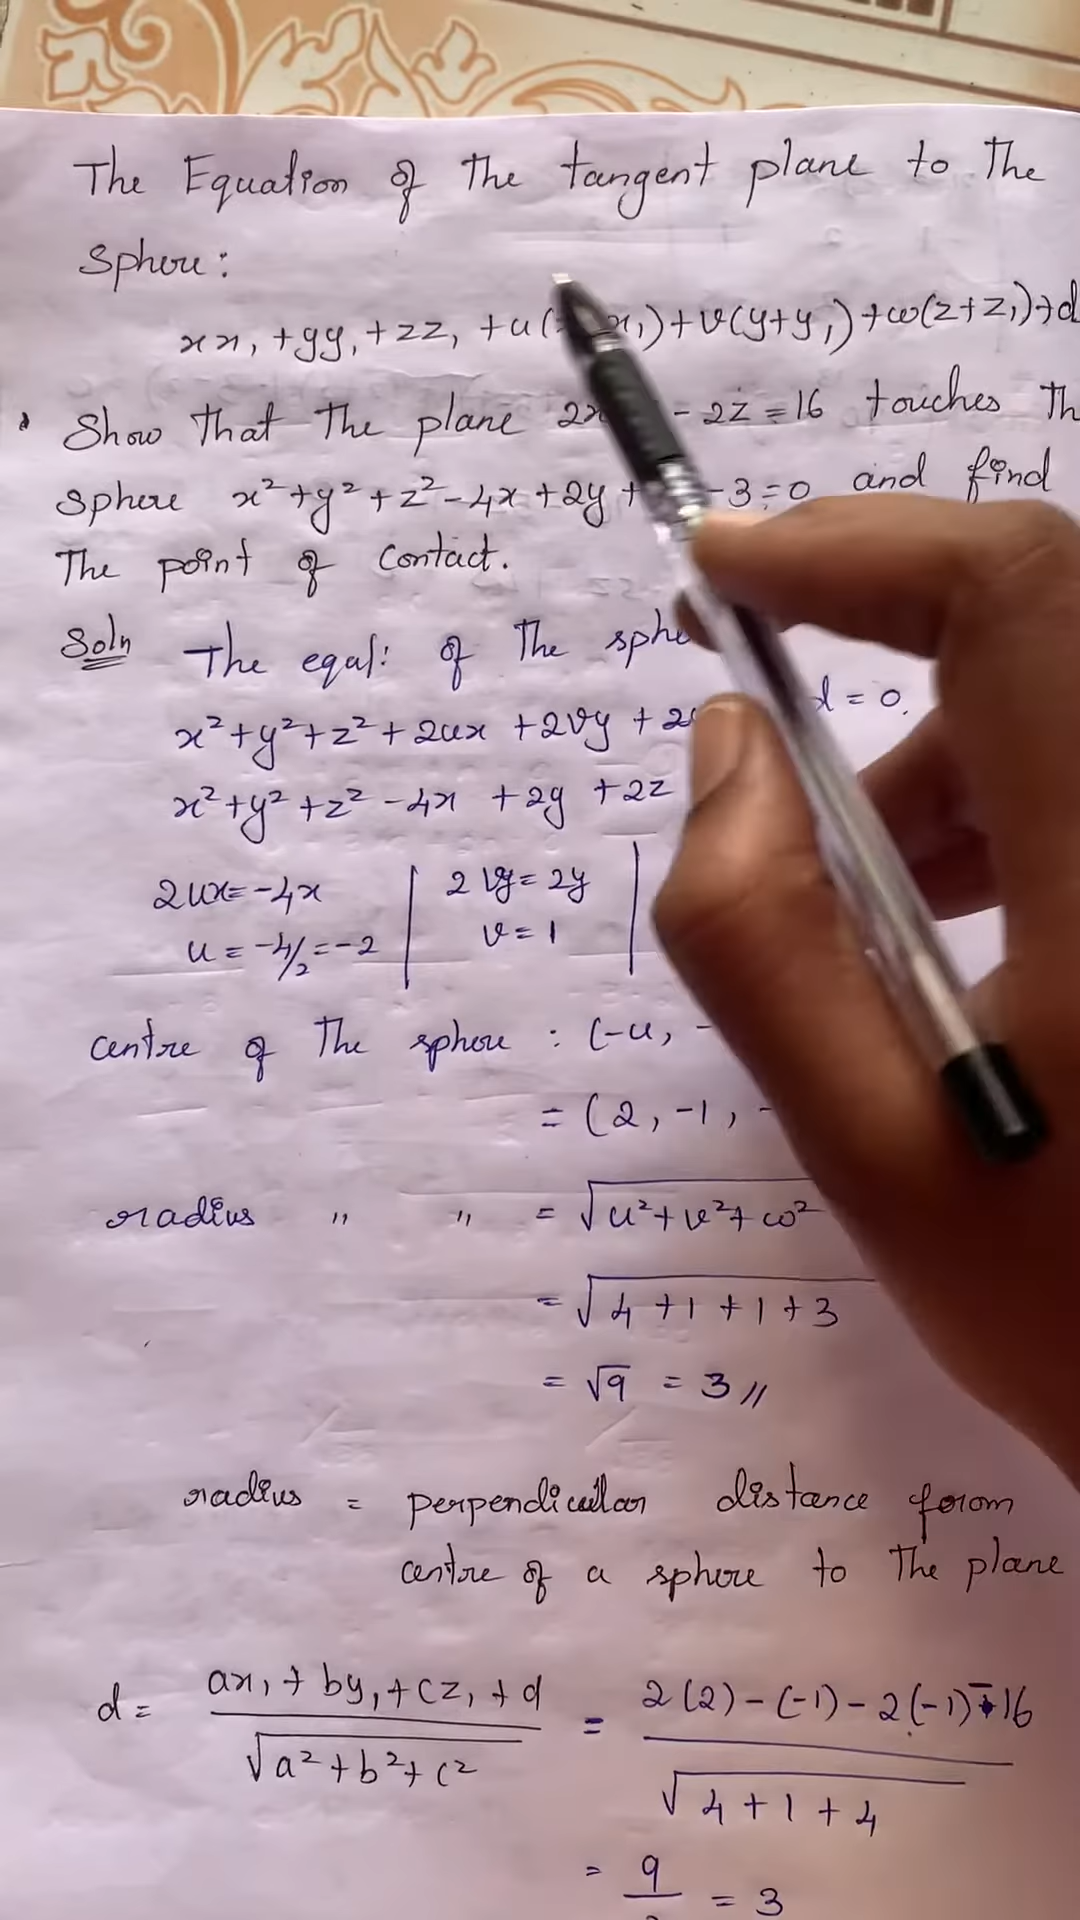 The Equation of the tangent plane to the
sphere:
xx₁ + yy₁ + zz₁ + u( x₁) + v(y+y₁) + w(z+z₁) + d
Show that the plane 2x - 2z = 16 touches Th
sphere x² + y² + z² - 4x + 2y + - 3 = 0 and find
The point of contact.
Soln The equal: of The sphe
x² + y² + z² + 2ux + 2vy + 2 d = 0.
x² + y² + z² - 4x + 2y + 2z
2ux = -4x | 2vy = 2y |
u = -4/2 = -2 | v = 1 |
centre of The sphere : (-u, -
= (2, -1, -
radius " " = √u² + v² + w²
= √4 + 1 + 1 + 3
= √9 = 3 //
radius = perpendicular distance from
centre of a sphere to The plane
d = ax₁ + by₁ + cz₁ + d / √a² + b² + c² = 2(2) - (-1) - 2(-1) - 16 / √4 + 1 + 4
= 9/ = 3